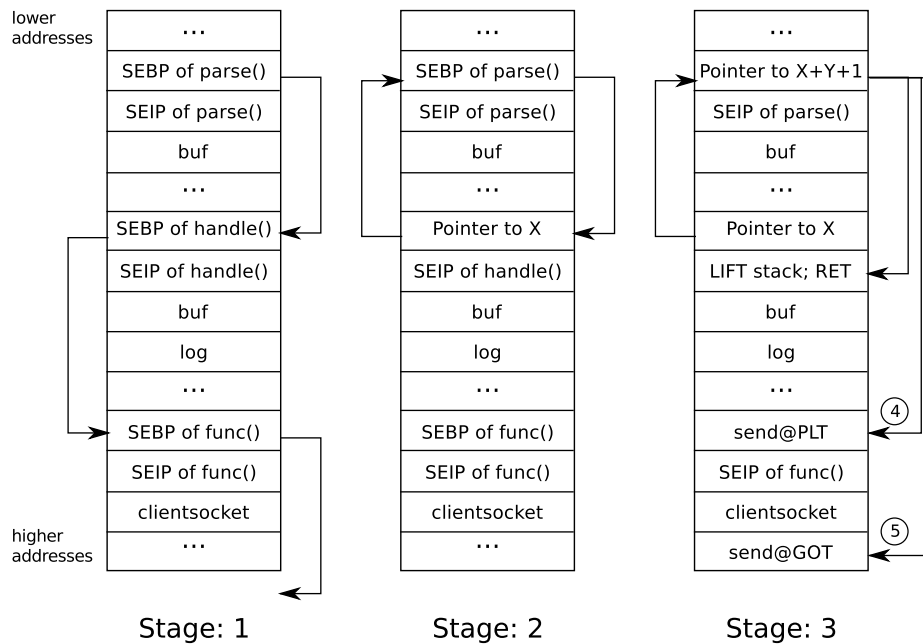 lower
addresses
...
SEBP of parse()
SEIP of parse()
buf
...
SEBP of handle()
SEIP of handle()
buf
log
...
SEBP of func()
SEIP of func()
clientsocket
...
higher
addresses
Stage: 1
...
SEBP of parse()
SEIP of parse()
buf
...
Pointer to X
SEIP of handle()
buf
log
...
SEBP of func()
SEIP of func()
clientsocket
...
Stage: 2
...
Pointer to X+Y+1
SEIP of parse()
buf
...
Pointer to X
LIFT stack; RET
buf
log
...
send@PLT
4
SEIP of func()
clientsocket
send@GOT
5
Stage: 3